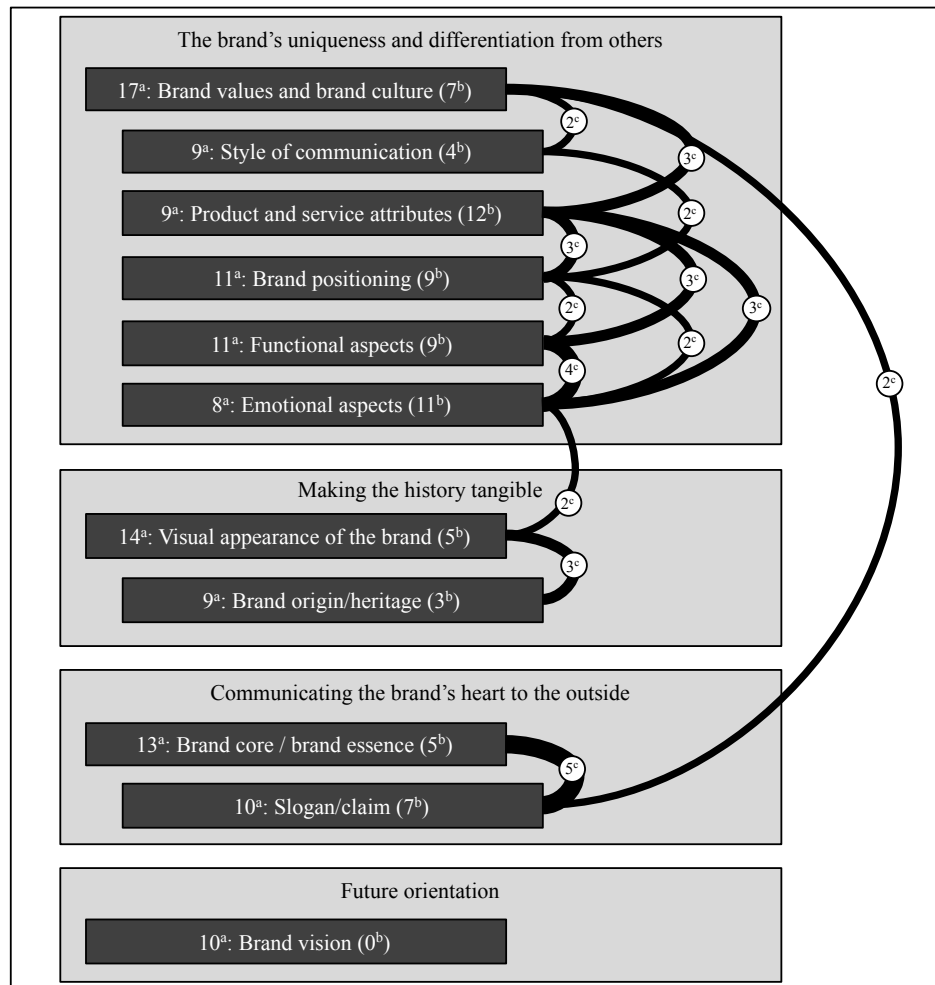 The brand’s uniqueness and differentiation from others
17ᵃ: Brand values and brand culture (7ᵇ)
2ᶜ
9ᵃ: Style of communication (4ᵇ)
3ᶜ
9ᵃ: Product and service attributes (12ᵇ)
2ᶜ
3ᶜ
11ᵃ: Brand positioning (9ᵇ)
3ᶜ
2ᶜ
3ᶜ
11ᵃ: Functional aspects (9ᵇ)
2ᶜ
4ᶜ
2ᶜ
8ᵃ: Emotional aspects (11ᵇ)
Making the history tangible
2ᶜ
14ᵃ: Visual appearance of the brand (5ᵇ)
3ᶜ
9ᵃ: Brand origin/heritage (3ᵇ)
Communicating the brand’s heart to the outside
13ᵃ: Brand core / brand essence (5ᵇ)
5ᶜ
10ᵃ: Slogan/claim (7ᵇ)
Future orientation
10ᵃ: Brand vision (0ᵇ)